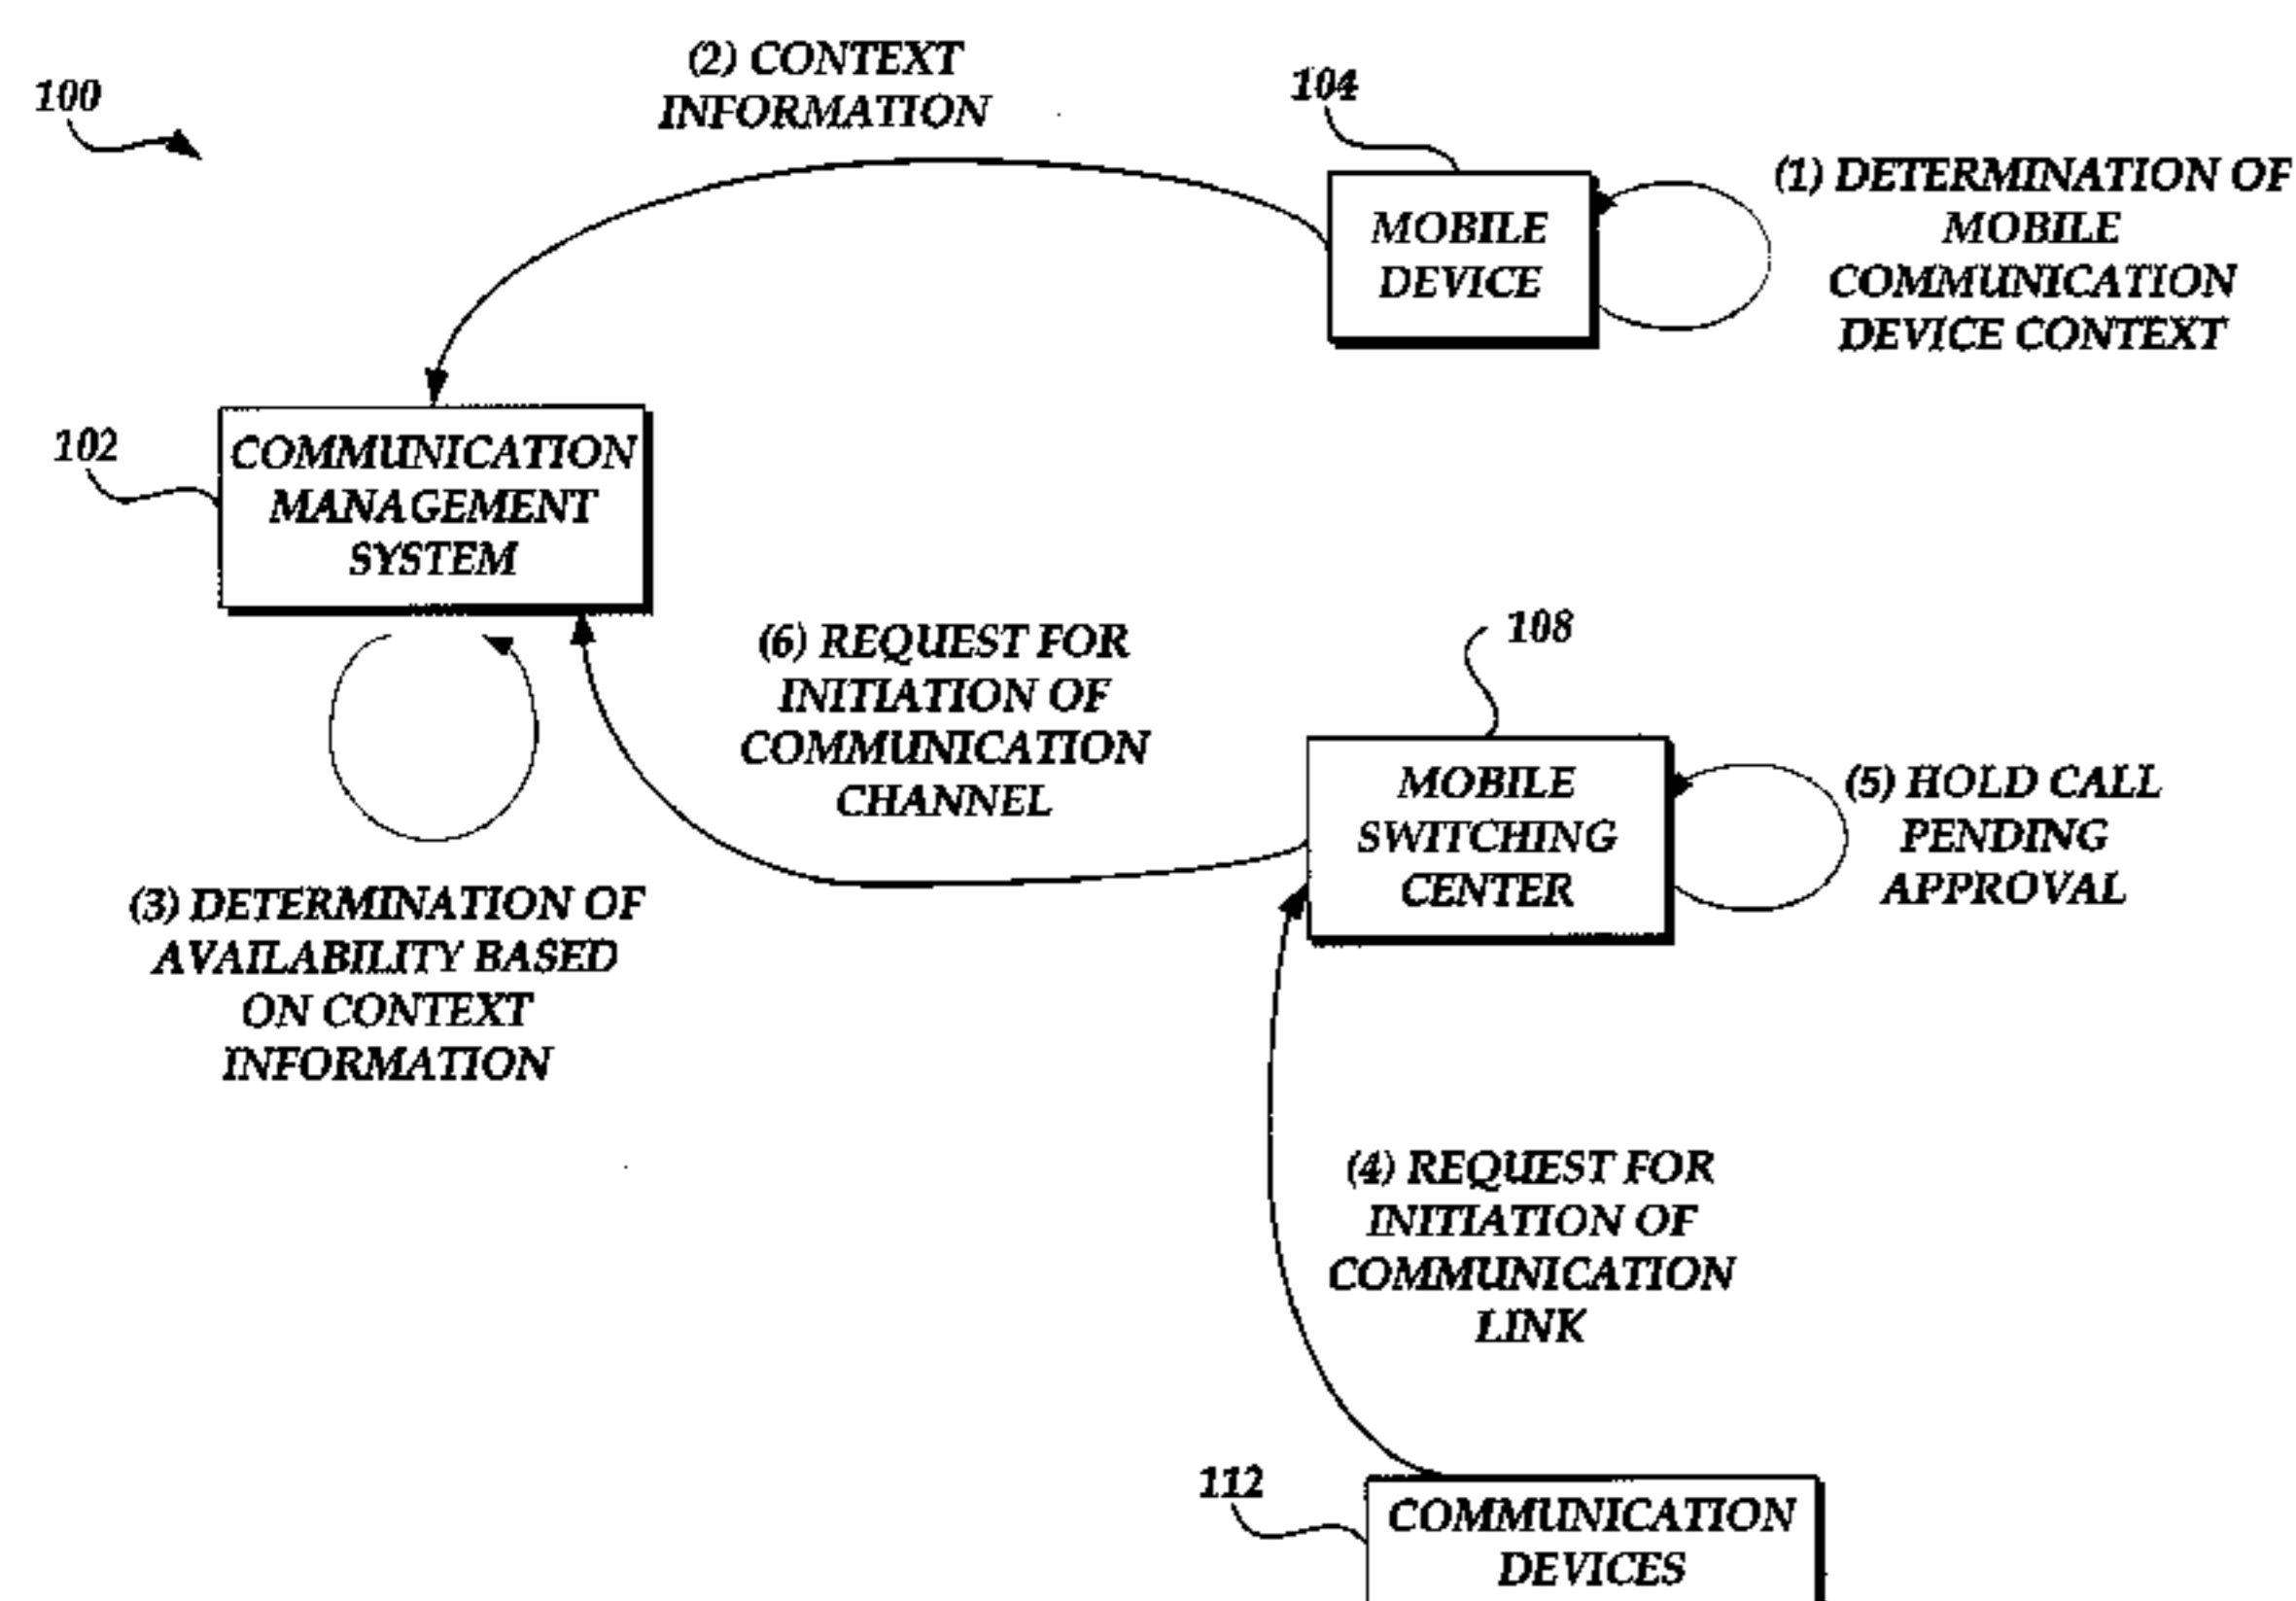 100
(2) CONTEXT
INFORMATION
104
MOBILE
DEVICE
(1) DETERMINATION OF
MOBILE
COMMUNICATION
DEVICE CONTEXT
102
COMMUNICATION
MANAGEMENT
SYSTEM
(6) REQUEST FOR
INITIATION OF
COMMUNICATION
CHANNEL
108
MOBILE
SWITCHING
CENTER
(5) HOLD CALL
PENDING
APPROVAL
(3) DETERMINATION OF
AVAILABILITY BASED
ON CONTEXT
INFORMATION
(4) REQUEST FOR
INITIATION OF
COMMUNICATION
LINK
112
COMMUNICATION
DEVICES